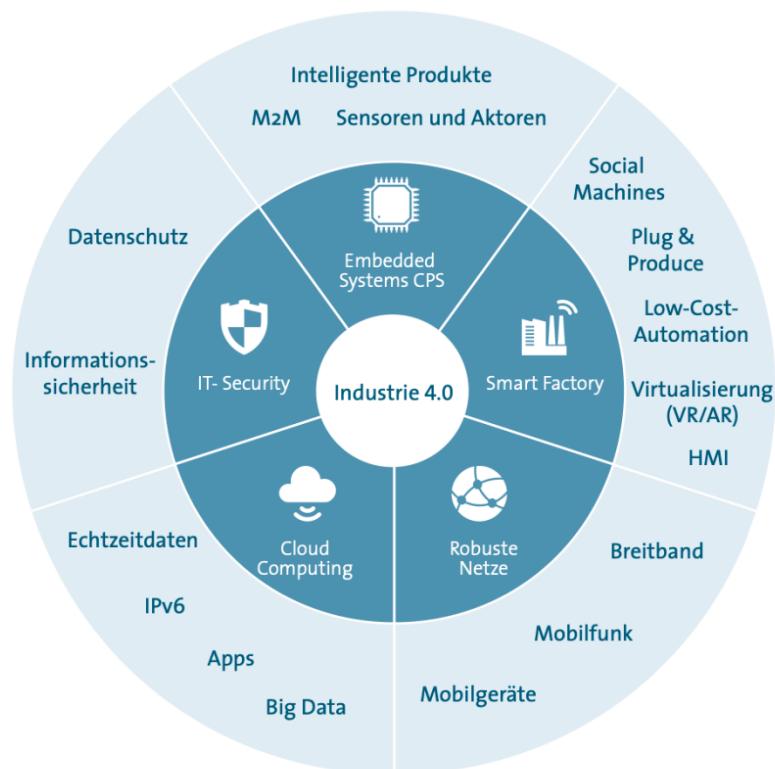 Intelligente Produkte
M2M
Sensoren und Aktoren
Social
Machines
Plug &
Produce
Low-Cost-
Automation
Virtualisierung
(VR/AR)
HMI
Datenschutz
Informations-
sicherheit
Embedded
Systems CPS
IT- Security
Industrie 4.0
Smart Factory
Cloud
Computing
Robuste
Netze
Echtzeitdaten
IPv6
Apps
Big Data
Breitband
Mobilfunk
Mobilgeräte